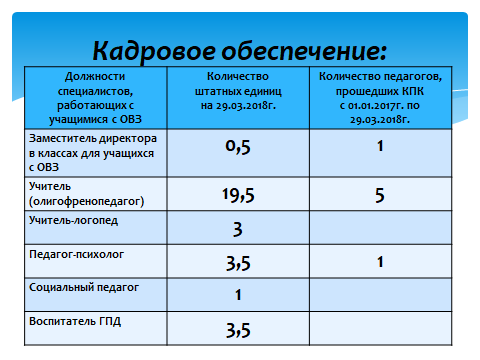 Кадровое обеспечение:
Должности
специалистов,
работающих с
учащимися с ОВЗ
Количество
штатных единиц
на 29.03.2018г.
Количество педагогов,
прошедших КПК
с 01.01.2017г. по
29.03.2018г.
Заместитель директора
в классах для учащихся
с ОВЗ
0,5
1
Учитель
(олигофренопедагог)
19,5
5
Учитель-логопед
3
Педагог-психолог
3,5
1
Социальный педагог
1
Воспитатель ГПД
3,5